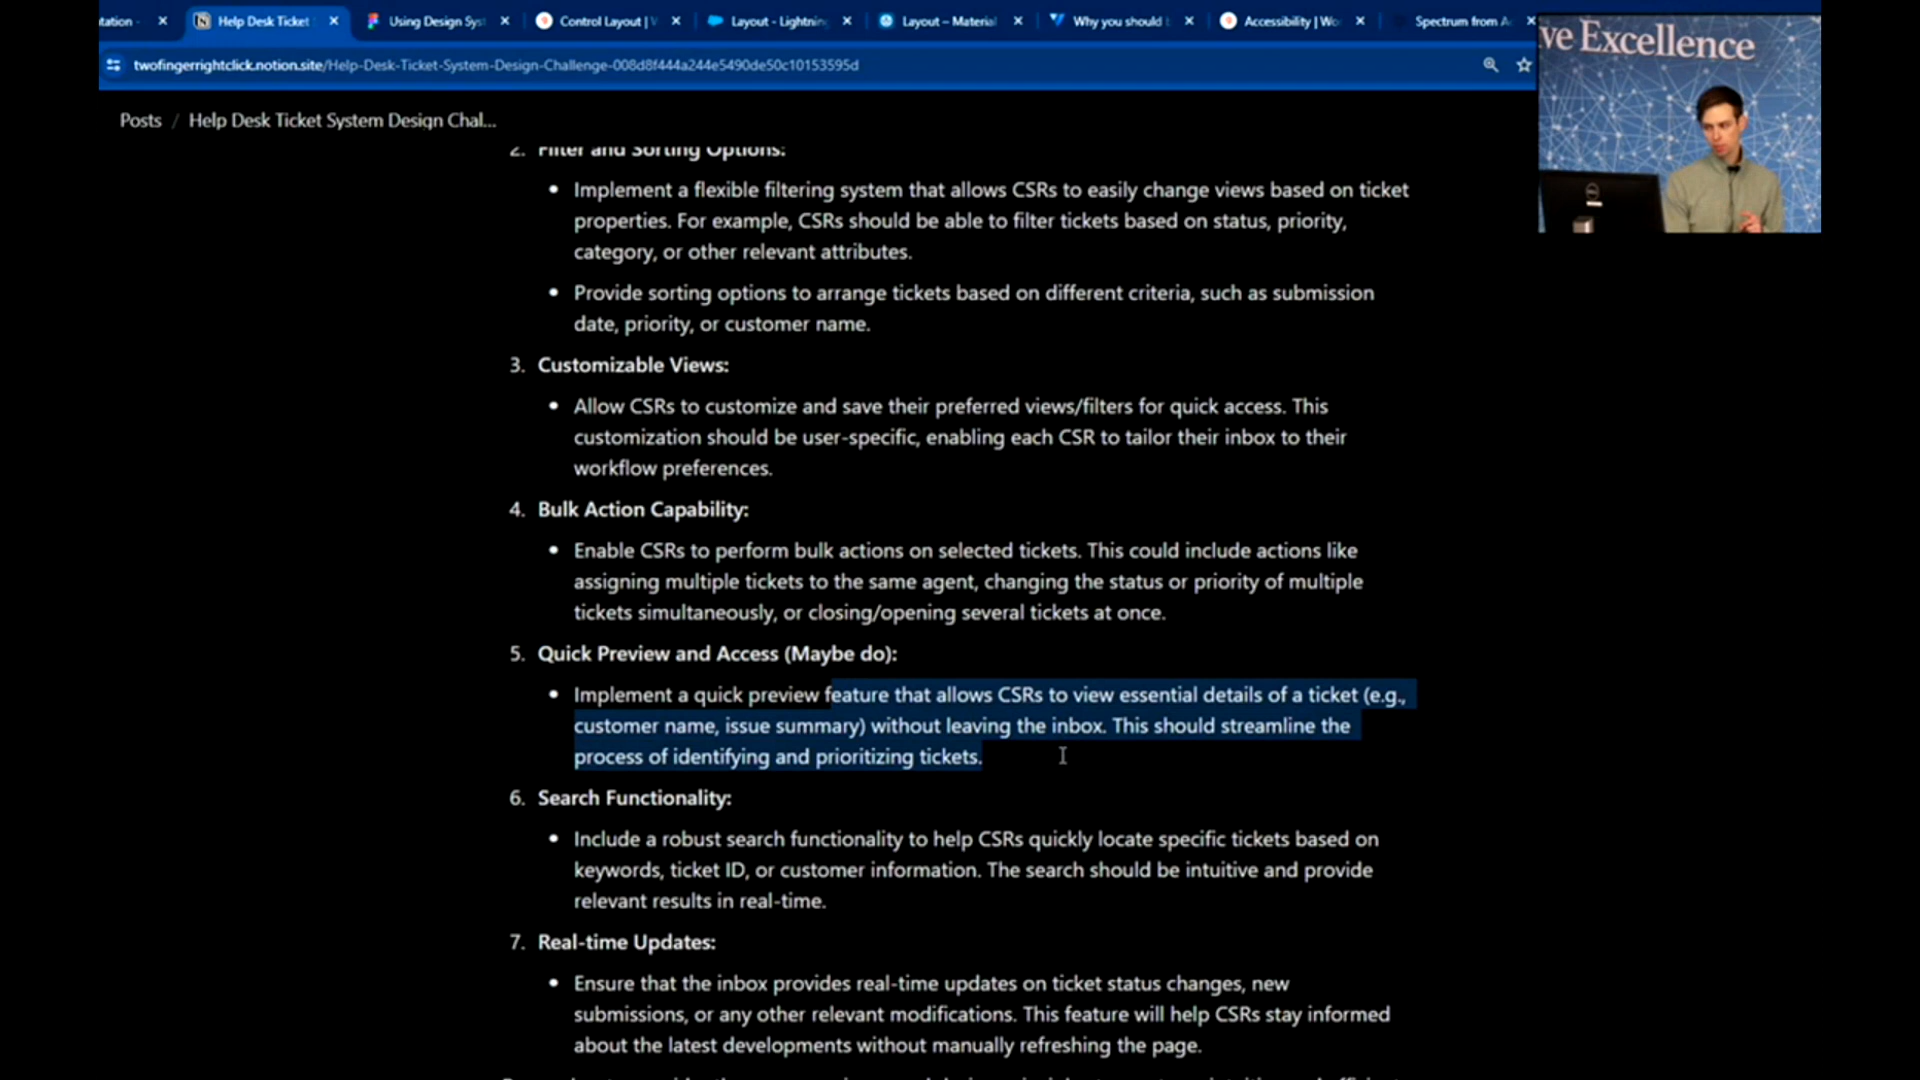 tation -
Help Desk Ticket
Using Design Sys
Control Layout | V
Layout - Lightning
Layout – Material
Why you should
Accessibility | Wo
Spectrum from A
twofingerrightclick.notion.site/Help-Desk-Ticket-System-Design-Challenge-008d8f444a244e5490de50c10153595d
ve Excellence
Posts / Help Desk Ticket System Design Chal...
2. Filter and Sorting Options:
• Implement a flexible filtering system that allows CSRs to easily change views based on ticket
properties. For example, CSRs should be able to filter tickets based on status, priority,
category, or other relevant attributes.
• Provide sorting options to arrange tickets based on different criteria, such as submission
date, priority, or customer name.
3. Customizable Views:
• Allow CSRs to customize and save their preferred views/filters for quick access. This
customization should be user-specific, enabling each CSR to tailor their inbox to their
workflow preferences.
4. Bulk Action Capability:
• Enable CSRs to perform bulk actions on selected tickets. This could include actions like
assigning multiple tickets to the same agent, changing the status or priority of multiple
tickets simultaneously, or closing/opening several tickets at once.
5. Quick Preview and Access (Maybe do):
• Implement a quick preview feature that allows CSRs to view essential details of a ticket (e.g.,
customer name, issue summary) without leaving the inbox. This should streamline the
process of identifying and prioritizing tickets.
6. Search Functionality:
• Include a robust search functionality to help CSRs quickly locate specific tickets based on
keywords, ticket ID, or customer information. The search should be intuitive and provide
relevant results in real-time.
7. Real-time Updates:
• Ensure that the inbox provides real-time updates on ticket status changes, new
submissions, or any other relevant modifications. This feature will help CSRs stay informed
about the latest developments without manually refreshing the page.